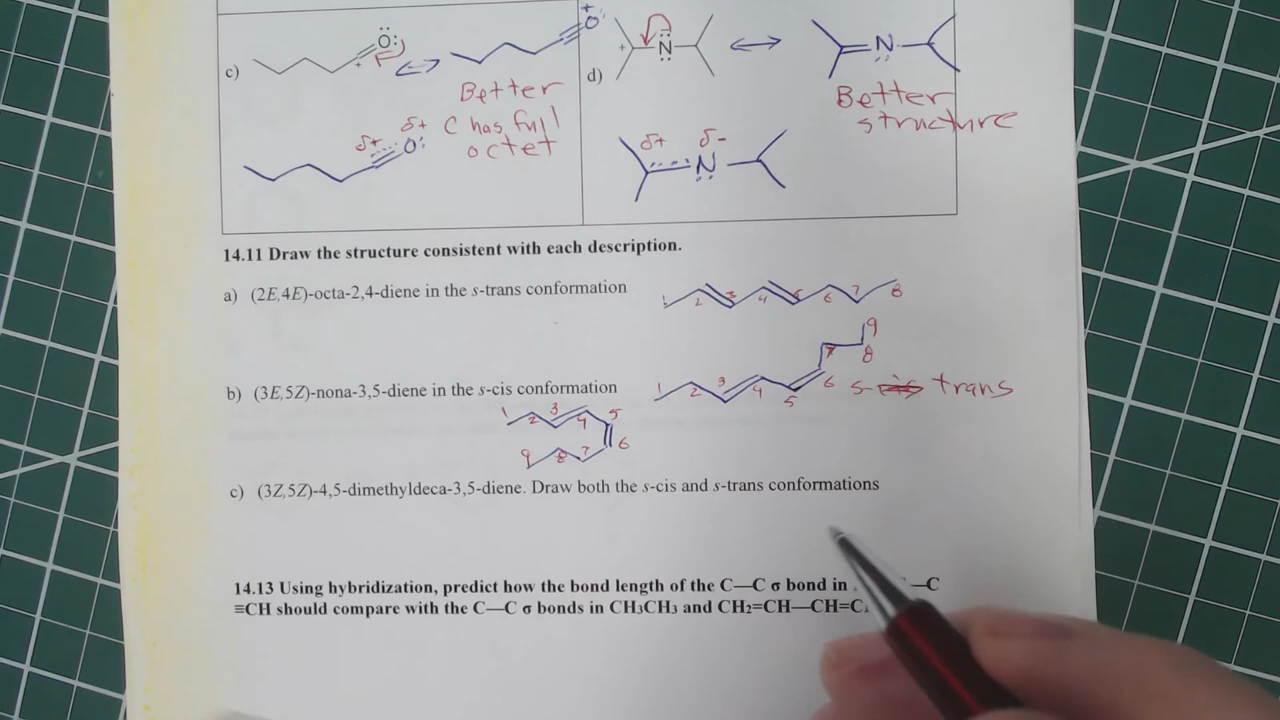 c)
Ö:
+
+
O:
Better
C has full
octet
δ+
δ+
O:
d)
+
N
N
Better
structure
δ+
δ-
N
14.11 Draw the structure consistent with each description.
a) (2E,4E)-octa-2,4-diene in the s-trans conformation
1 2 3 4 5 6 7 8
b) (3E,5Z)-nona-3,5-diene in the s-cis conformation
1 2 3 4 5 6 7 8 9
s-cis trans
1 2 3 4 5 6 7 8 9
c) (3Z,5Z)-4,5-dimethyldeca-3,5-diene. Draw both the s-cis and s-trans conformations
14.13 Using hybridization, predict how the bond length of the C—C σ bond in —C
≡CH should compare with the C—C σ bonds in CH3CH3 and CH2=CH—CH=C